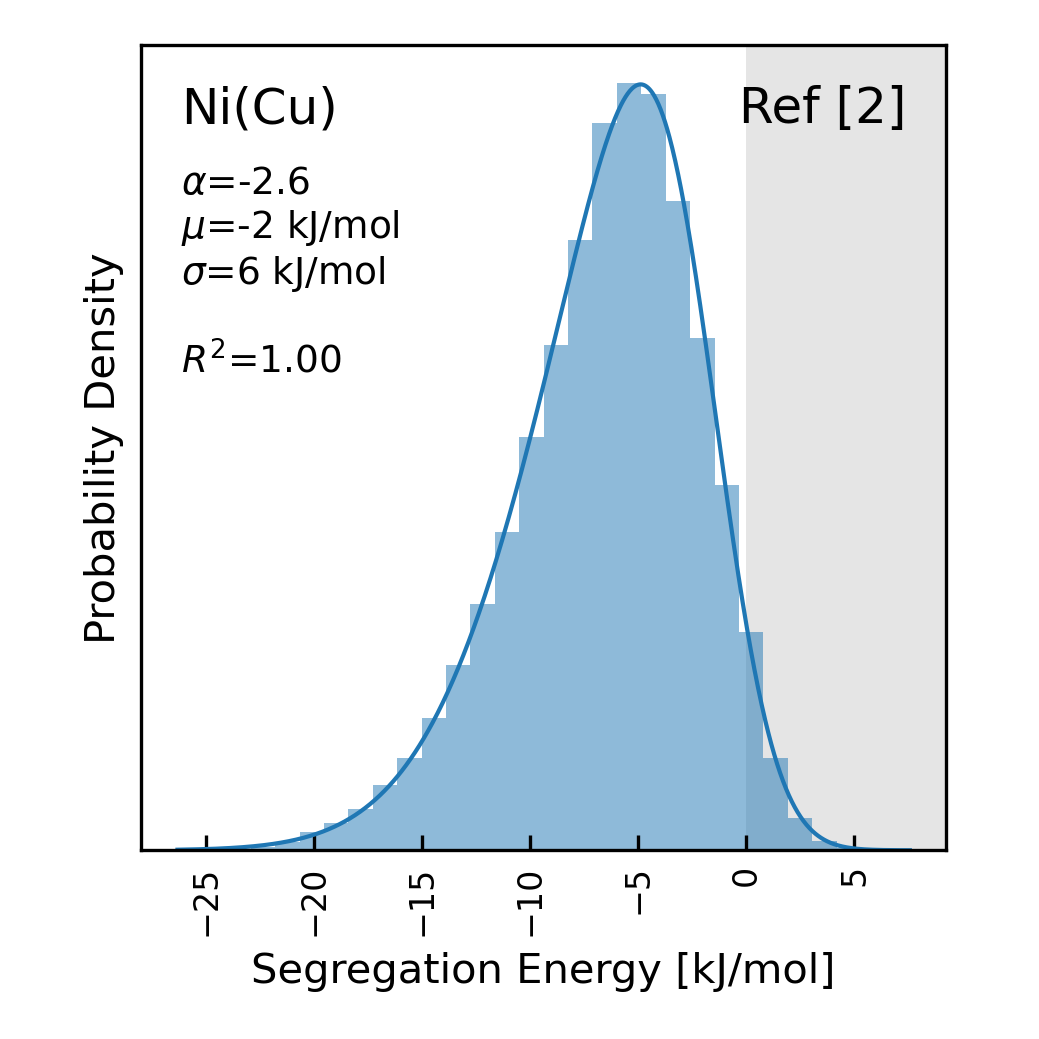 Ni(Cu)
Ref [2]
α=-2.6
μ=-2 kJ/mol
σ=6 kJ/mol
R²=1.00
Probability Density
−25
−20
−15
−10
−5
0
5
Segregation Energy [kJ/mol]